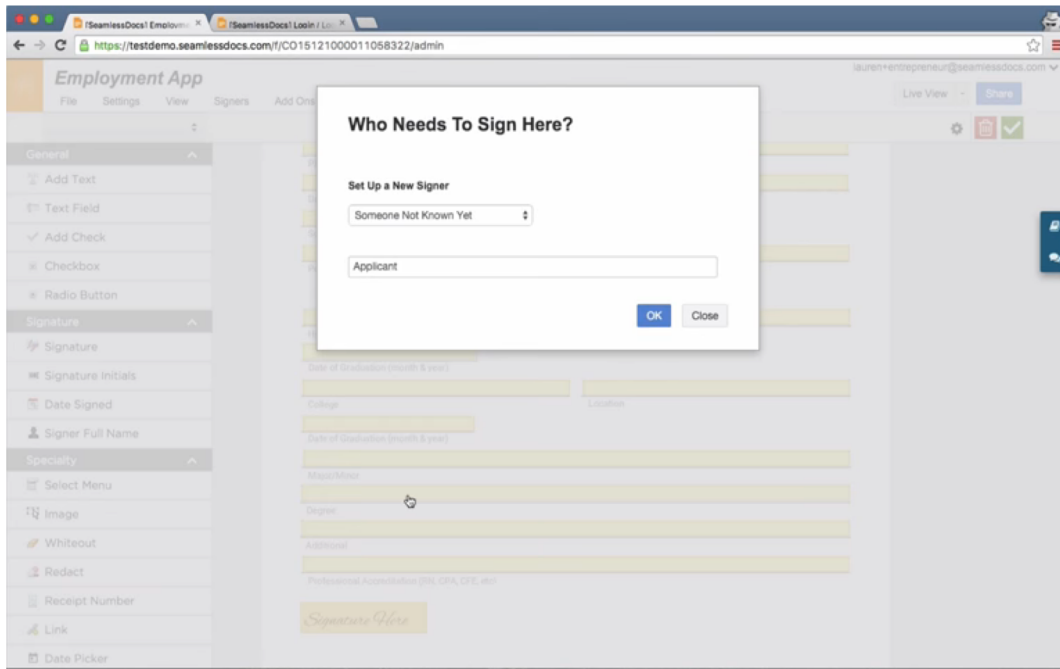 [SeamlessDocs] Employme
[SeamlessDocs] Login / Lo
https://testdemo.seamlessdocs.com/f/CO15121000011058322/admin
lauren+entrepreneur@seamlessdocs.com
Employment App
File Settings View Signers Add Ons
Live View
Share
Who Needs To Sign Here?
Set Up a New Signer
Someone Not Known Yet
Applicant
OK Close
General
Add Text
Text Field
Add Check
Checkbox
Radio Button
Signature
Signature
Signature Initials
Date Signed
Signer Full Name
Specialty
Select Menu
Image
Whiteout
Redact
Receipt Number
Link
Date Picker
Date of Graduation (month & year)
College Location
Date of Graduation (month & year)
Major/Minor
Degree
Additional
Professional Accreditation (RN, CPA, CFE, etc)
Signature Here